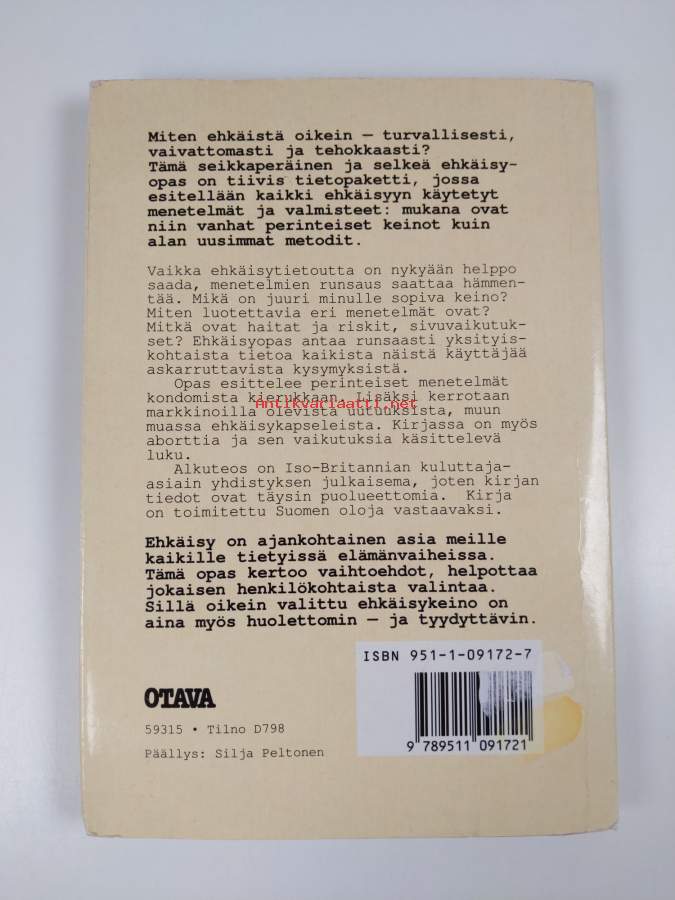 Miten ehkäistä oikein — turvallisesti,
vaivattomasti ja tehokkaasti?
Tämä seikkaperäinen ja selkeä ehkäisy-
opas on tiivis tietopaketti, jossa
esitellään kaikki ehkäisyyn käytetyt
menetelmät ja valmisteet: mukana ovat
niin vanhat perinteiset keinot kuin
alan uusimmat metodit.
Vaikka ehkäisytietoutta on nykyään helppo
saada, menetelmien runsaus saattaa hämmen-
tää. Mikä on juuri minulle sopiva keino?
Miten luotettavia eri menetelmät ovat?
Mitkä ovat haitat ja riskit, sivuvaikutuk-
set? Ehkäisyopas antaa runsaasti yksityis-
kohtaista tietoa kaikista näistä käyttäjää
askarruttavista kysymyksistä.
Opas esittelee perinteiset menetelmät
kondomista kierukkaan. Lisäksi kerrotaan
Antikvariaatti.net
markkinoilla olevista uutuuksista, muun
muassa ehkäisykapseleista. Kirjassa on myös
aborttia ja sen vaikutuksia käsittelevä
luku.
Alkuteos on Iso-Britannian kuluttaja-
asiain yhdistyksen julkaisema, joten kirjan
tiedot ovat täysin puolueettomia. Kirja
on toimitettu Suomen oloja vastaavaksi.
Ehkäisy on ajankohtainen asia meille
kaikille tietyissä elämänvaiheissa.
Tämä opas kertoo vaihtoehdot, helpottaa
jokaisen henkilökohtaista valintaa.
Sillä oikein valittu ehkäisykeino on
aina myös huolettomin — ja tyydyttävin.
ISBN 951-1-09172-7
OTAVA
59315 • Tilno D798
Päällys: Silja Peltonen
9 789511 091721